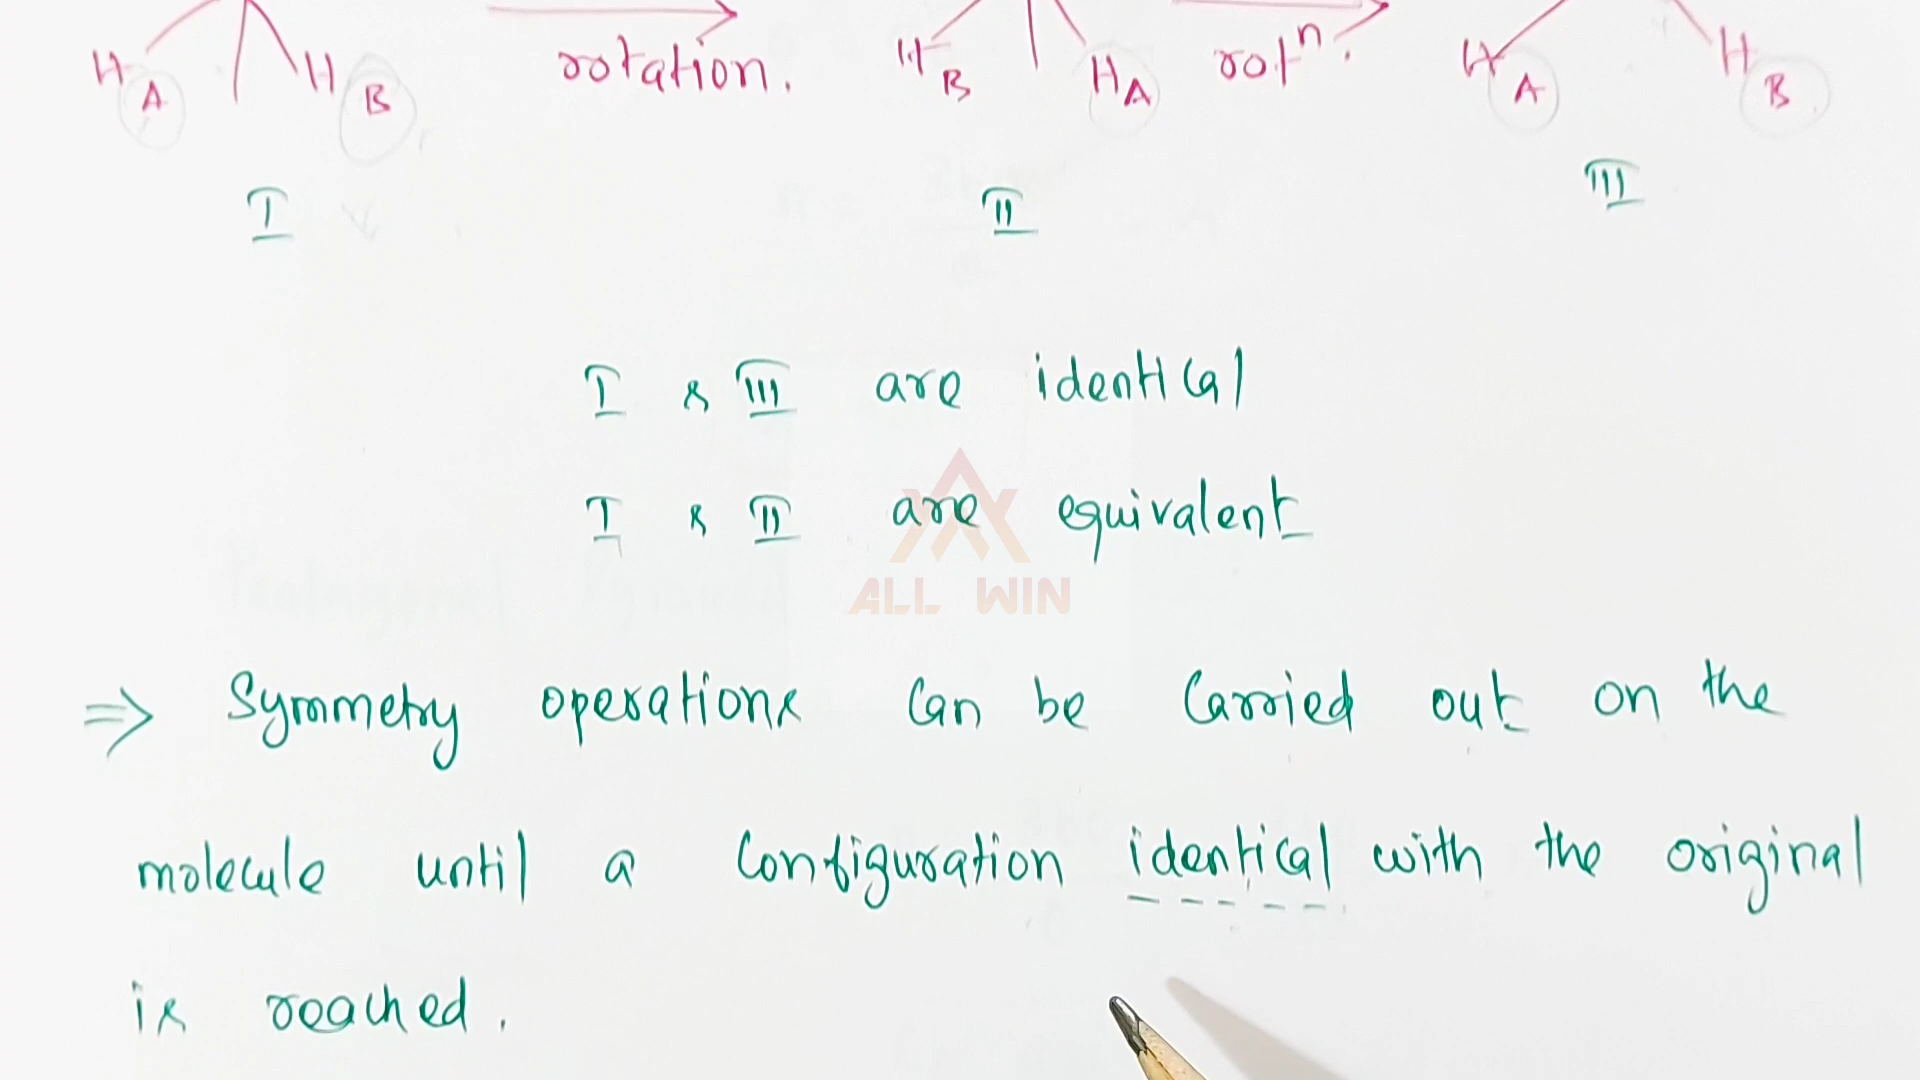 H A H B rotation. H B H A rotⁿ. H A H B
I II III
I & III are identical
I & II are equivalent
ALL WIN
⇒ Symmetry operations can be carried out on the
molecule until a configuration identical with the original
is reached.